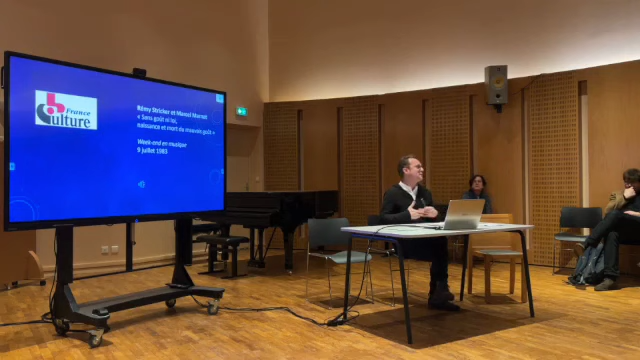 France
Culture
Rémy Stricker et Marcel Marnat
« Sans goût ni loi,
naissance et mort du mauvais goût »
Week-end en musique
9 juillet 1983